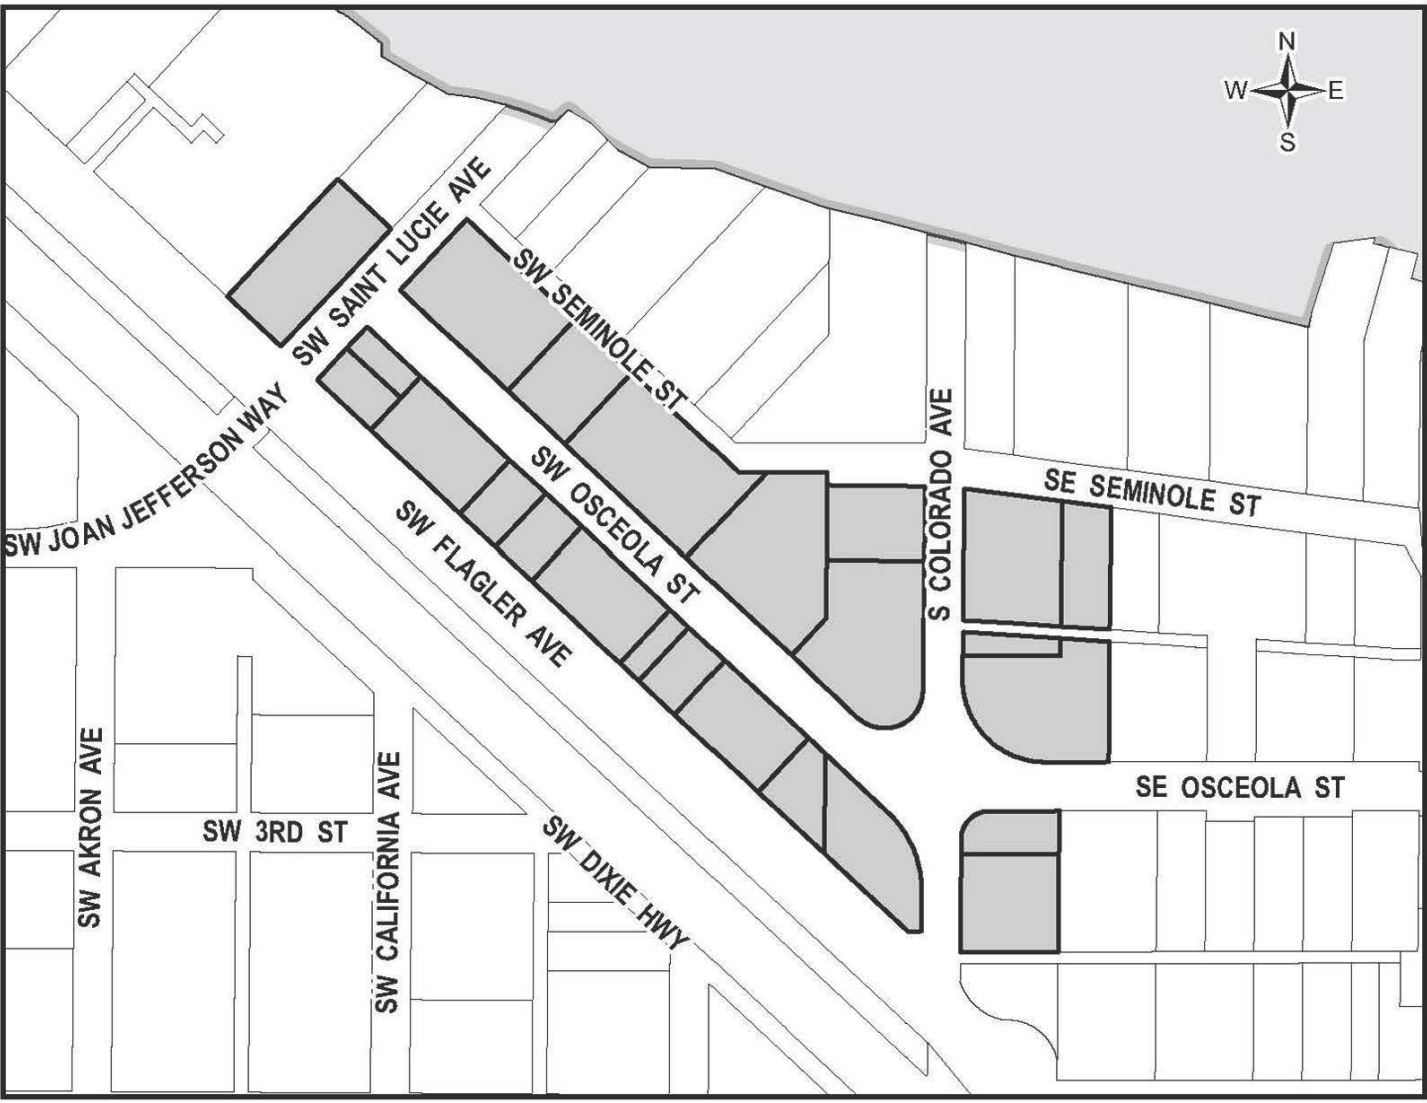 N
W E
S
SW SAINT LUCIE AVE
SW SEMINOLE ST
SW JOAN JEFFERSON WAY
SW OSCEOLA ST
S COLORADO AVE
SE SEMINOLE ST
SW FLAGLER AVE
SE OSCEOLA ST
SW AKRON AVE
SW 3RD ST
SW CALIFORNIA AVE
SW DIXIE HWY